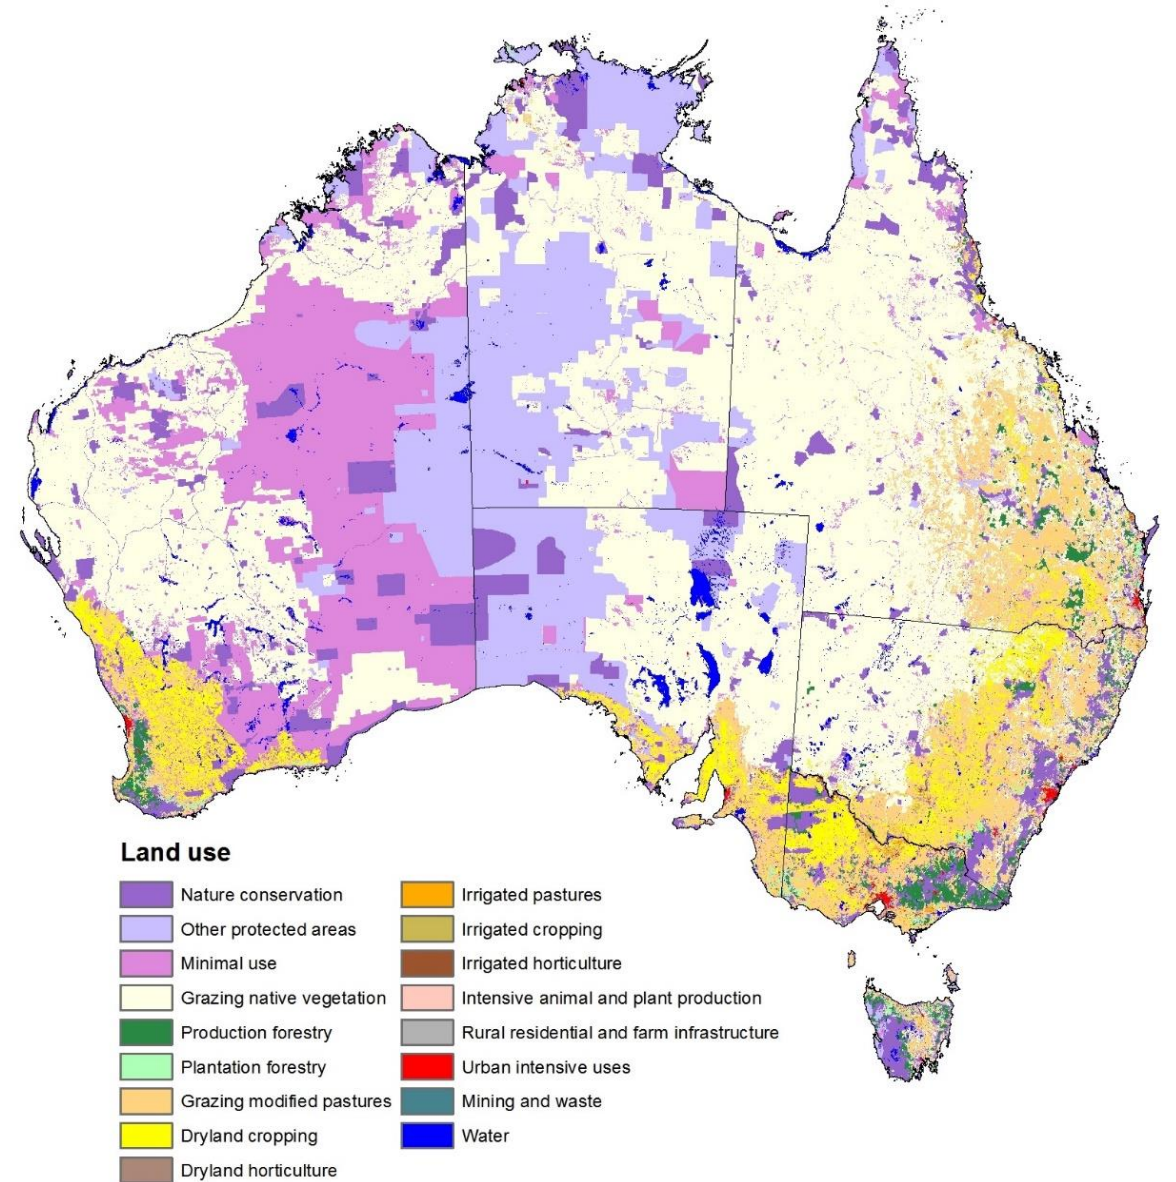 Land use
Nature conservation
Other protected areas
Minimal use
Grazing native vegetation
Production forestry
Plantation forestry
Grazing modified pastures
Dryland cropping
Dryland horticulture
Irrigated pastures
Irrigated cropping
Irrigated horticulture
Intensive animal and plant production
Rural residential and farm infrastructure
Urban intensive uses
Mining and waste
Water